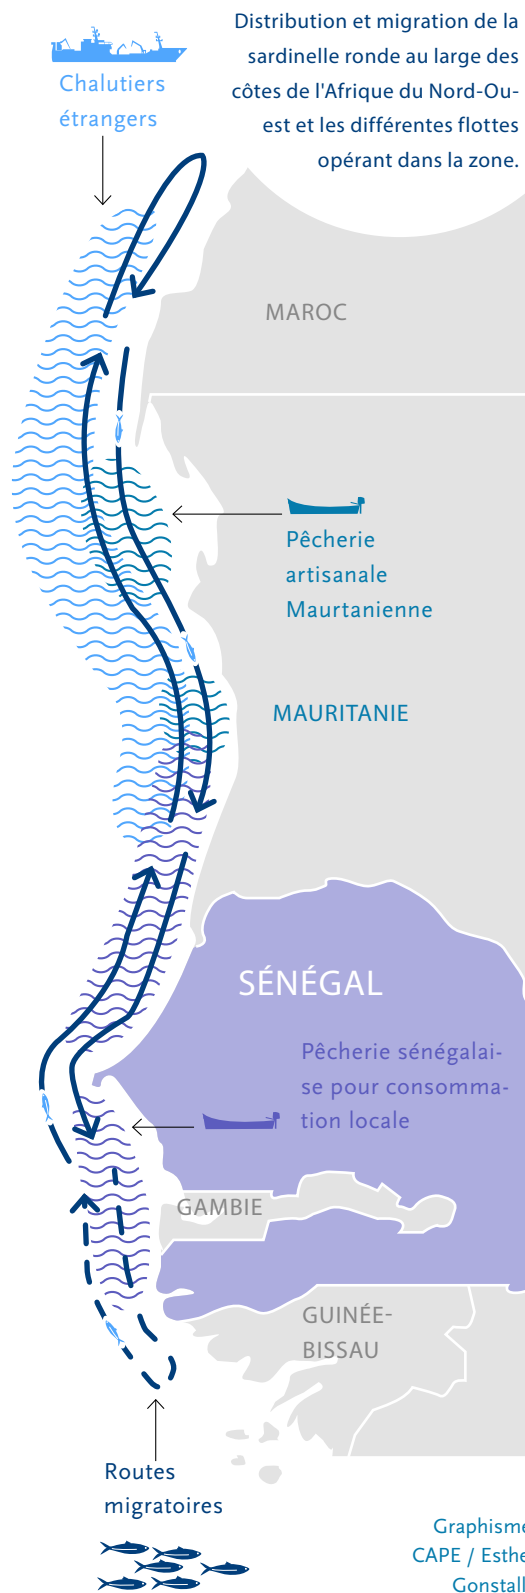 Distribution et migration de la
sardinelle ronde au large des
côtes de l'Afrique du Nord-Ou-
est et les différentes flottes
opérant dans la zone.
Chalutiers
étrangers
MAROC
Pêcherie
artisanale
Maurtanienne
MAURITANIE
SÉNÉGAL
Pêcherie sénégalai-
se pour consomma-
tion locale
GAMBIE
GUINÉE-
BISSAU
Routes
migratoires
Graphisme
CAPE / Esthe
Gonstall